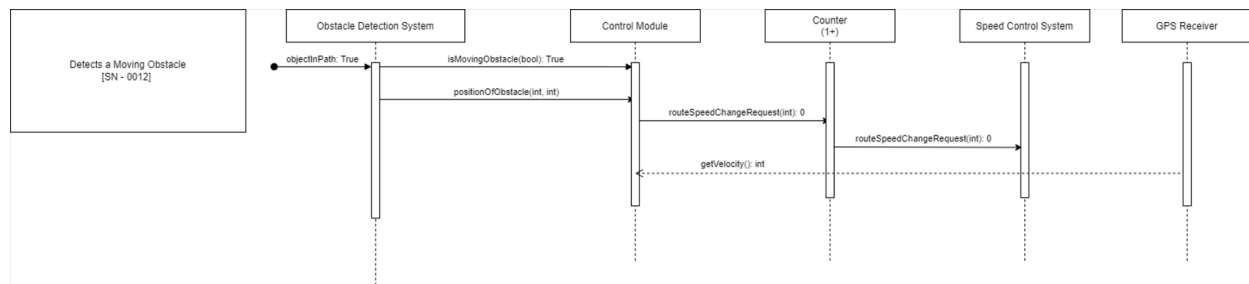 Detects a Moving Obstacle
[SN - 0012]
Obstacle Detection System
Control Module
Counter
(1+)
Speed Control System
GPS Receiver
objectInPath: True
isMovingObstacle(bool): True
positionOfObstacle(int, int)
routeSpeedChangeRequest(int): 0
routeSpeedChangeRequest(int): 0
getVelocity(): int